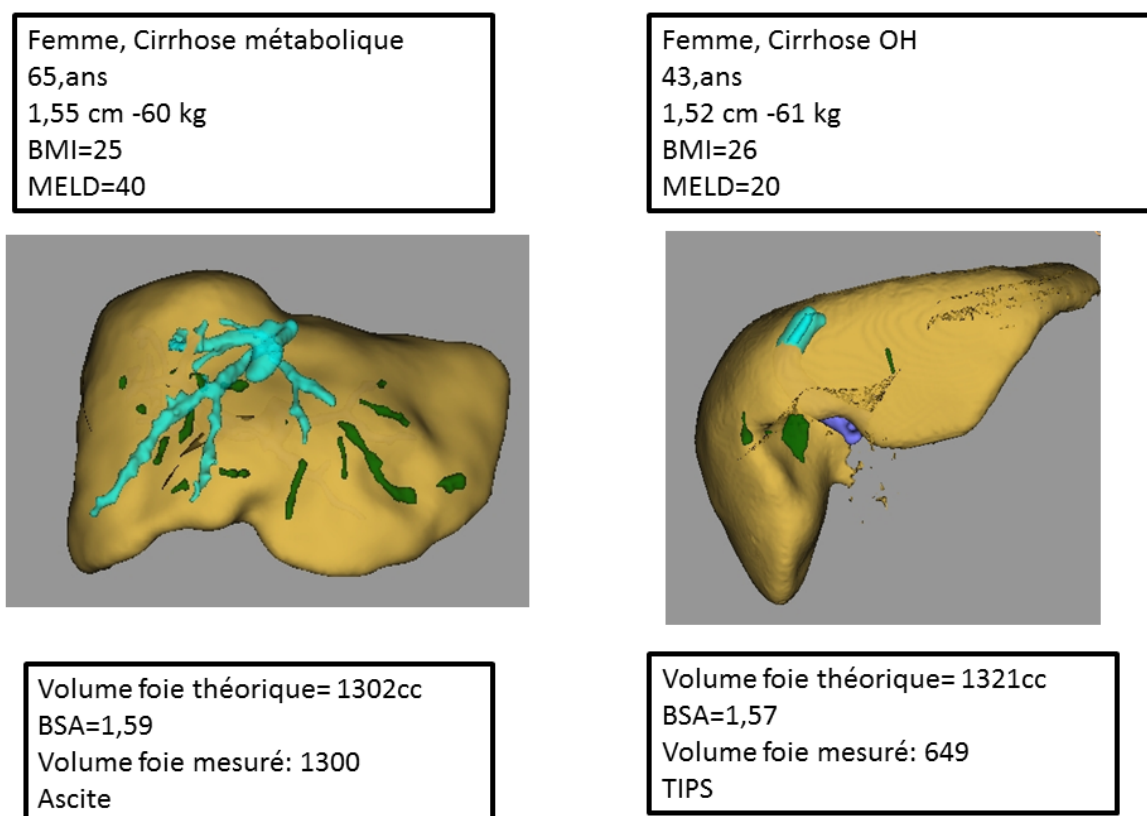 Femme, Cirrhose métabolique
65,ans
1,55 cm -60 kg
BMI=25
MELD=40
Femme, Cirrhose OH
43,ans
1,52 cm -61 kg
BMI=26
MELD=20
Volume foie théorique= 1302cc
BSA=1,59
Volume foie mesuré: 1300
Ascite
Volume foie théorique= 1321cc
BSA=1,57
Volume foie mesuré: 649
TIPS